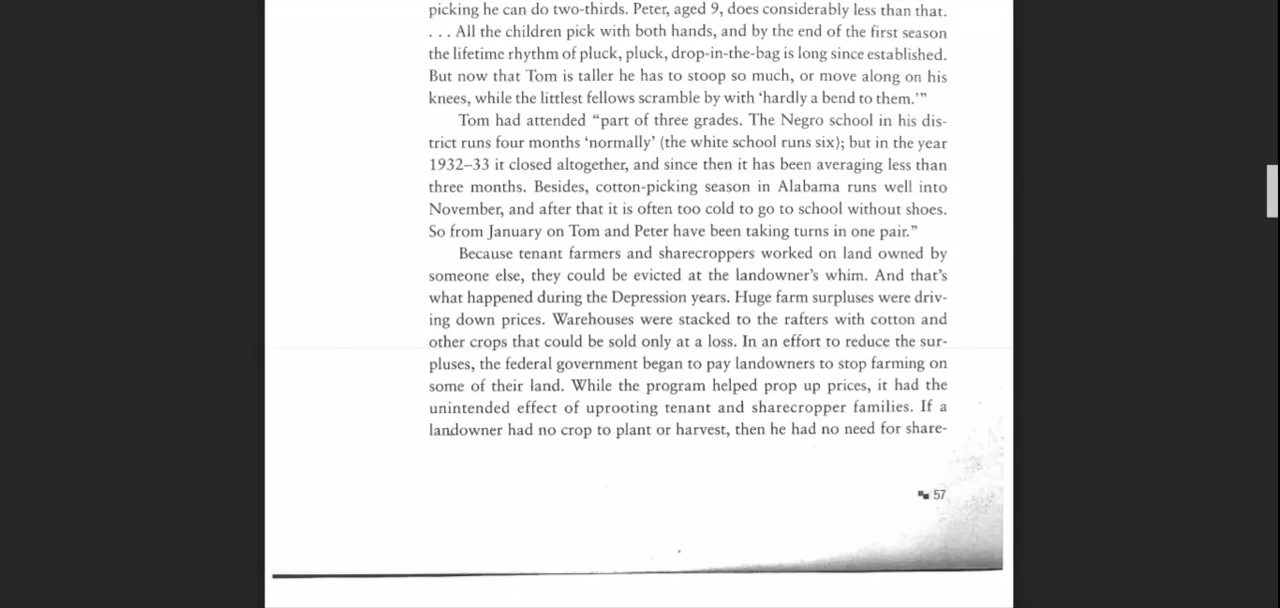 picking he can do two-thirds. Peter, aged 9, does considerably less than that.
. . . All the children pick with both hands, and by the end of the first season
the lifetime rhythm of pluck, pluck, drop-in-the-bag is long since established.
But now that Tom is taller he has to stoop so much, or move along on his
knees, while the littlest fellows scramble by with ‘hardly a bend to them.’”
Tom had attended “part of three grades. The Negro school in his dis-
trict runs four months ‘normally’ (the white school runs six); but in the year
1932–33 it closed altogether, and since then it has been averaging less than
three months. Besides, cotton-picking season in Alabama runs well into
November, and after that it is often too cold to go to school without shoes.
So from January on Tom and Peter have been taking turns in one pair.”
Because tenant farmers and sharecroppers worked on land owned by
someone else, they could be evicted at the landowner’s whim. And that’s
what happened during the Depression years. Huge farm surpluses were driv-
ing down prices. Warehouses were stacked to the rafters with cotton and
other crops that could be sold only at a loss. In an effort to reduce the sur-
pluses, the federal government began to pay landowners to stop farming on
some of their land. While the program helped prop up prices, it had the
unintended effect of uprooting tenant and sharecropper families. If a
landowner had no crop to plant or harvest, then he had no need for share-
57